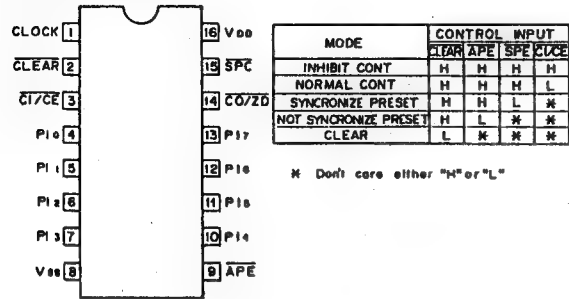 CLOCK 1
CLEAR 2
CI/CE 3
PI0 4
PI1 5
PI2 6
PI3 7
VSS 8
16 VDD
15 SPC
14 CO/ZD
13 PI7
12 PI6
11 PI5
10 PI4
9 APE
MODE CONTROL INPUT
CLEAR APE SPE CI/CE
INHIBIT CONT H H H H
NORMAL CONT H H H L
SYNCRONIZE PRESET H H L *
NOT SYNCRONIZE PRESET H L * *
CLEAR L * * *
* Don't care either "H" or "L"